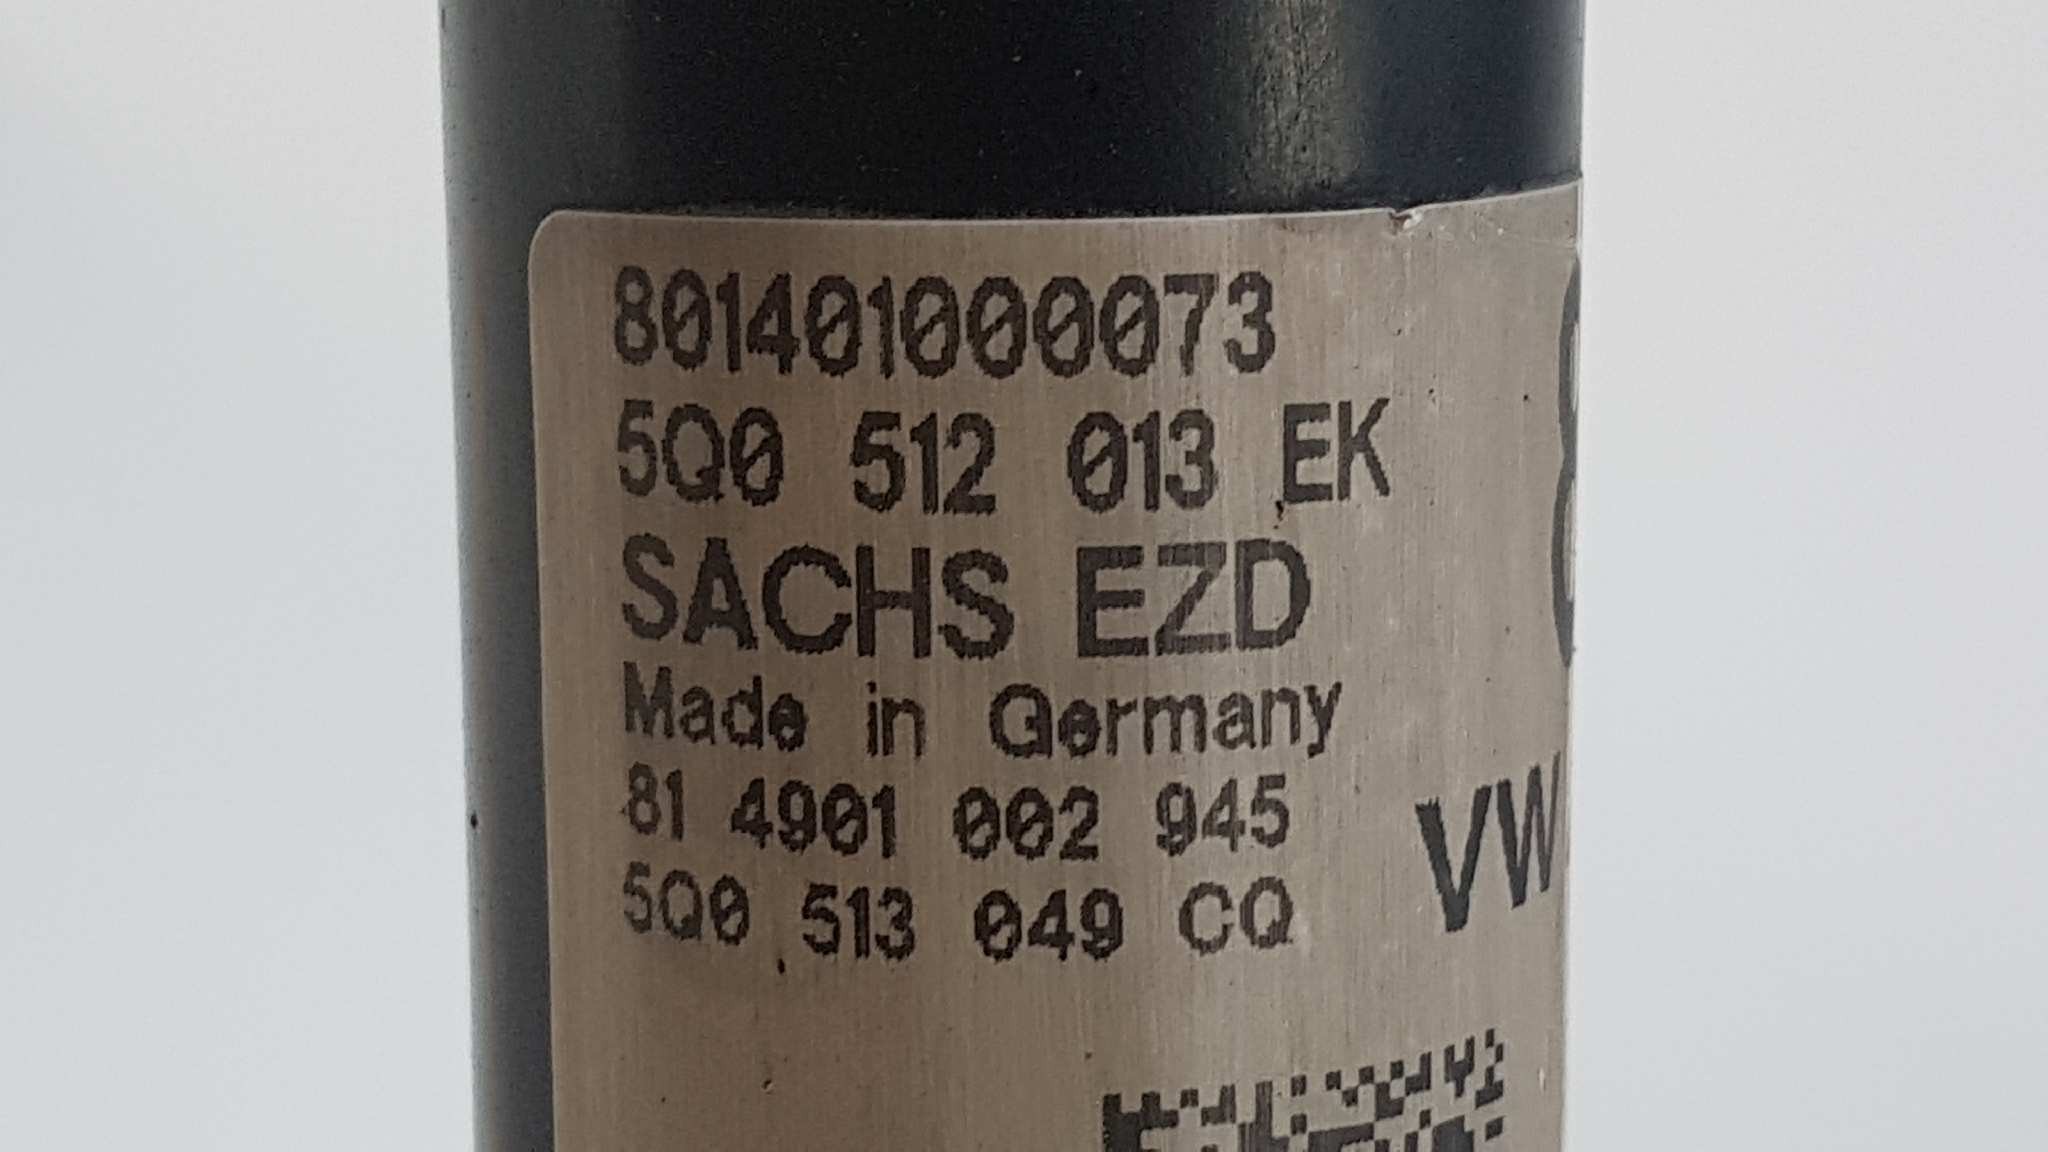 801401000073
5Q0 512 013 EK
SACHS EZD
Made in Germany
81 4901 002 945
VW
5Q0 513 049 CQ